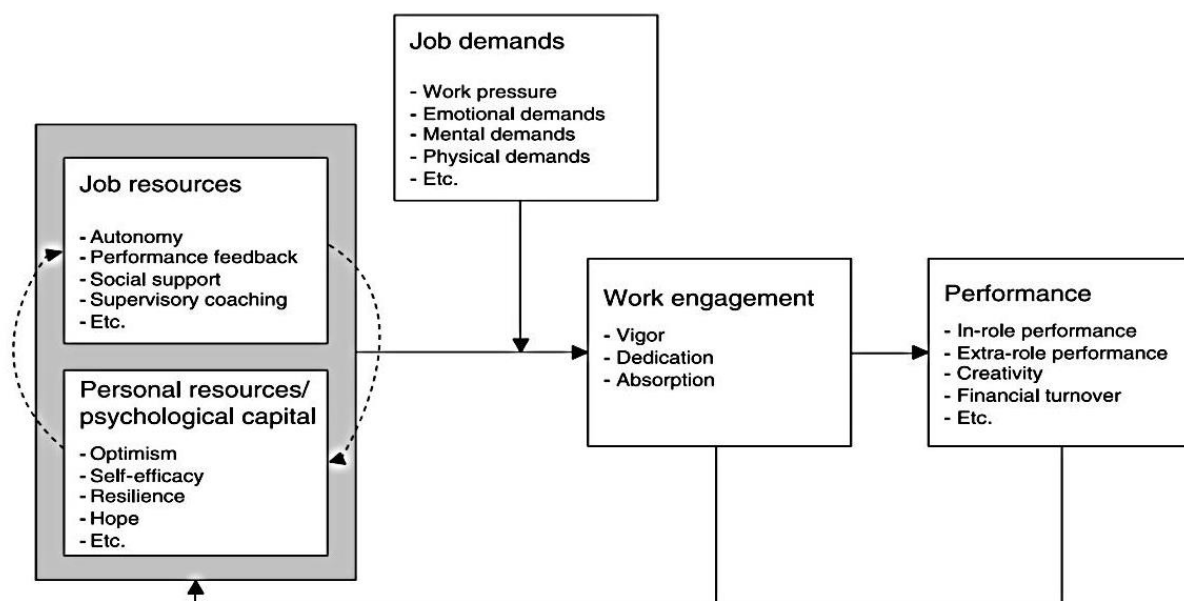 Job demands
- Work pressure
- Emotional demands
- Mental demands
- Physical demands
- Etc.
Job resources
- Autonomy
- Performance feedback
- Social support
- Supervisory coaching
- Etc.
Personal resources/
psychological capital
- Optimism
- Self-efficacy
- Resilience
- Hope
- Etc.
Work engagement
- Vigor
- Dedication
- Absorption
Performance
- In-role performance
- Extra-role performance
- Creativity
- Financial turnover
- Etc.